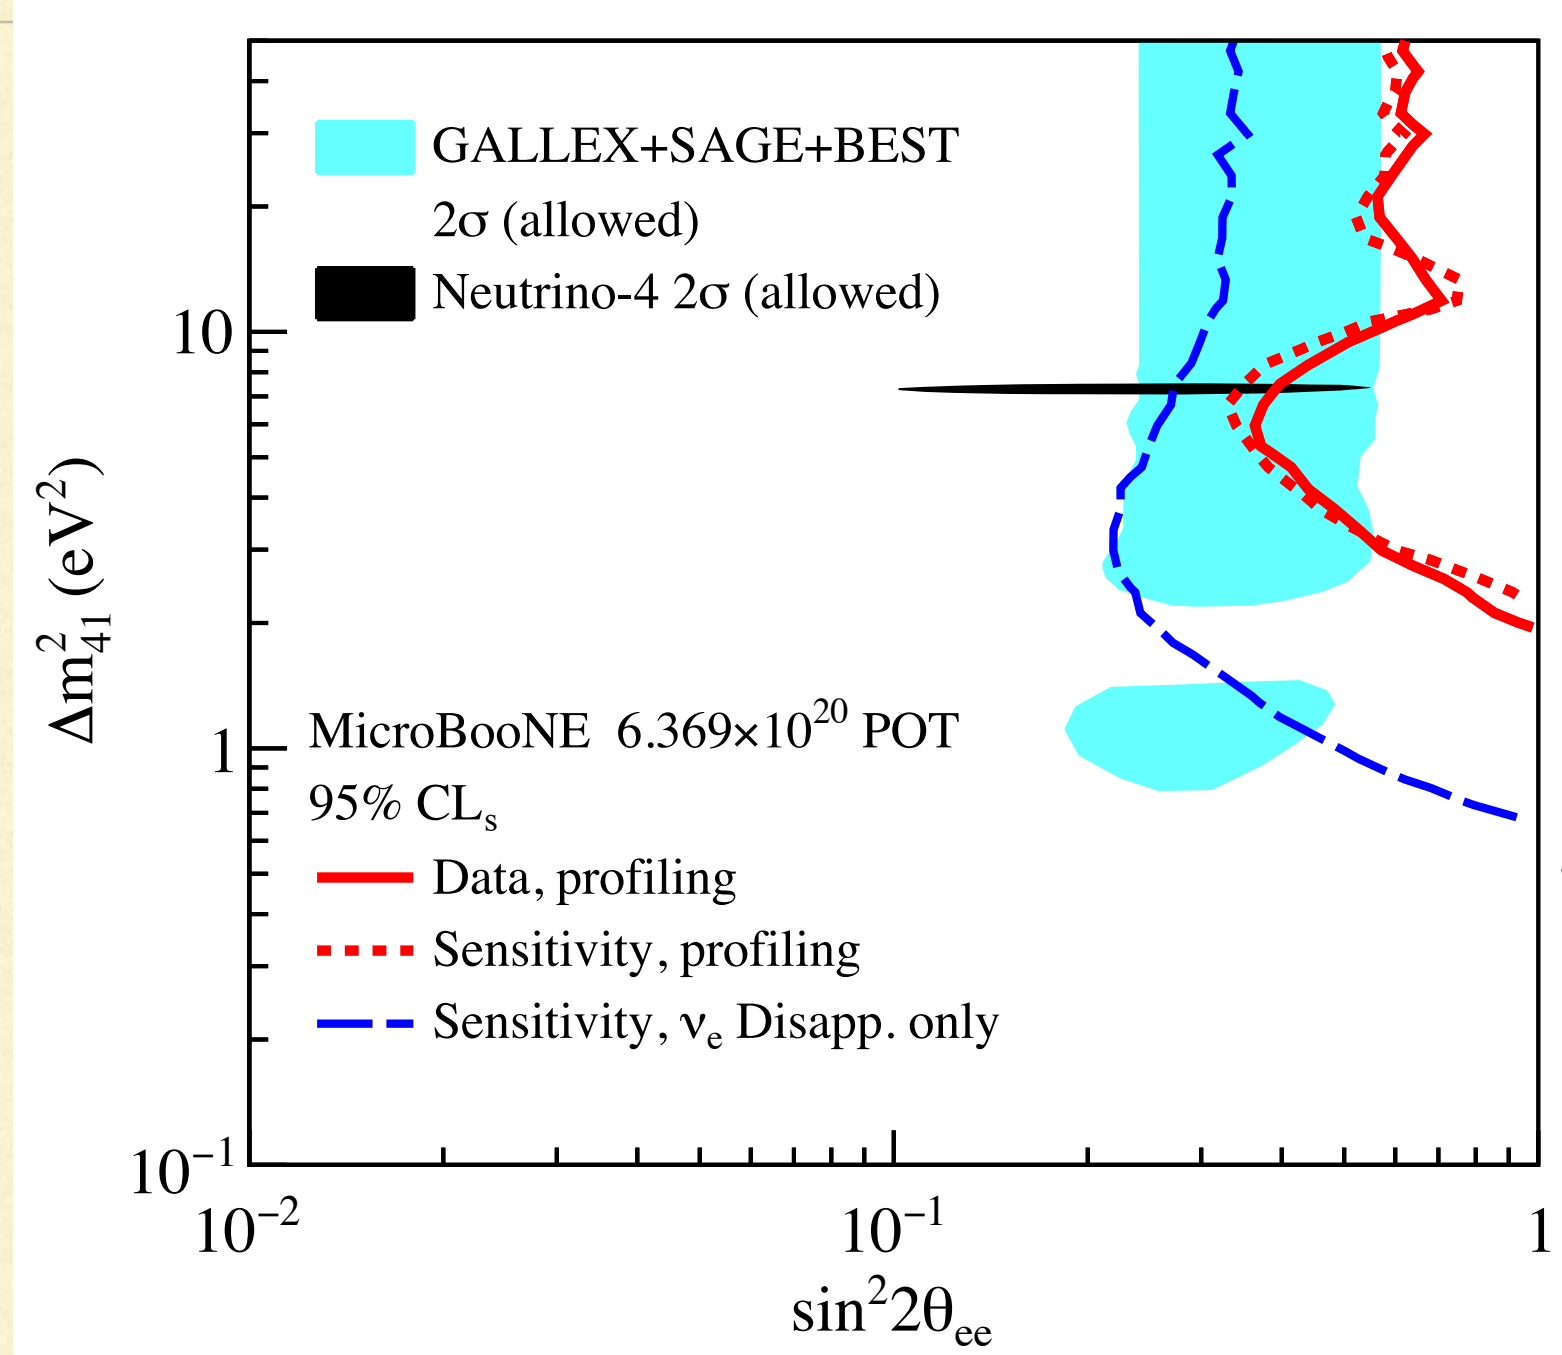 GALLEX+SAGE+BEST
2σ (allowed)
Neutrino-4 2σ (allowed)
10
Δm²₄₁ (eV²)
MicroBooNE 6.369×10²⁰ POT
1
95% CLₛ
Data, profiling
Sensitivity, profiling
Sensitivity, νₑ Disapp. only
10⁻¹
10⁻² 10⁻¹ 1
sin²2θₑₑ